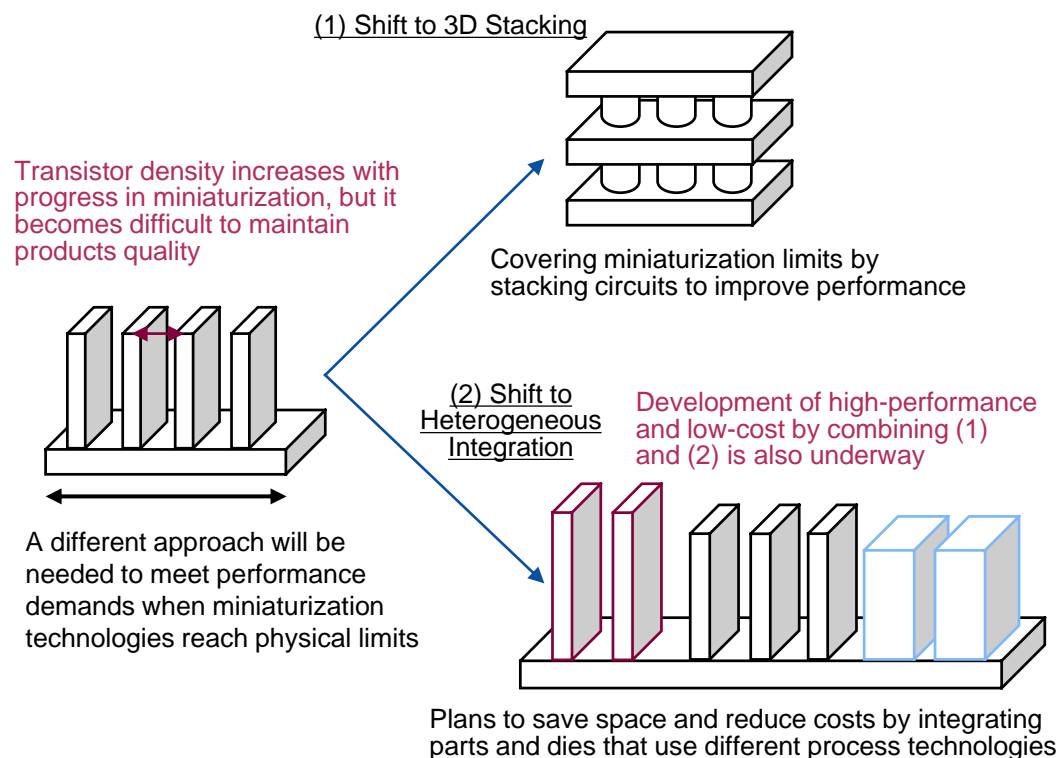 (1) Shift to 3D Stacking
Transistor density increases with
progress in miniaturization, but it
becomes difficult to maintain
products quality
Covering miniaturization limits by
stacking circuits to improve performance
(2) Shift to
Heterogeneous
Integration
Development of high-performance
and low-cost by combining (1)
and (2) is also underway
A different approach will be
needed to meet performance
demands when miniaturization
technologies reach physical limits
Plans to save space and reduce costs by integrating
parts and dies that use different process technologies